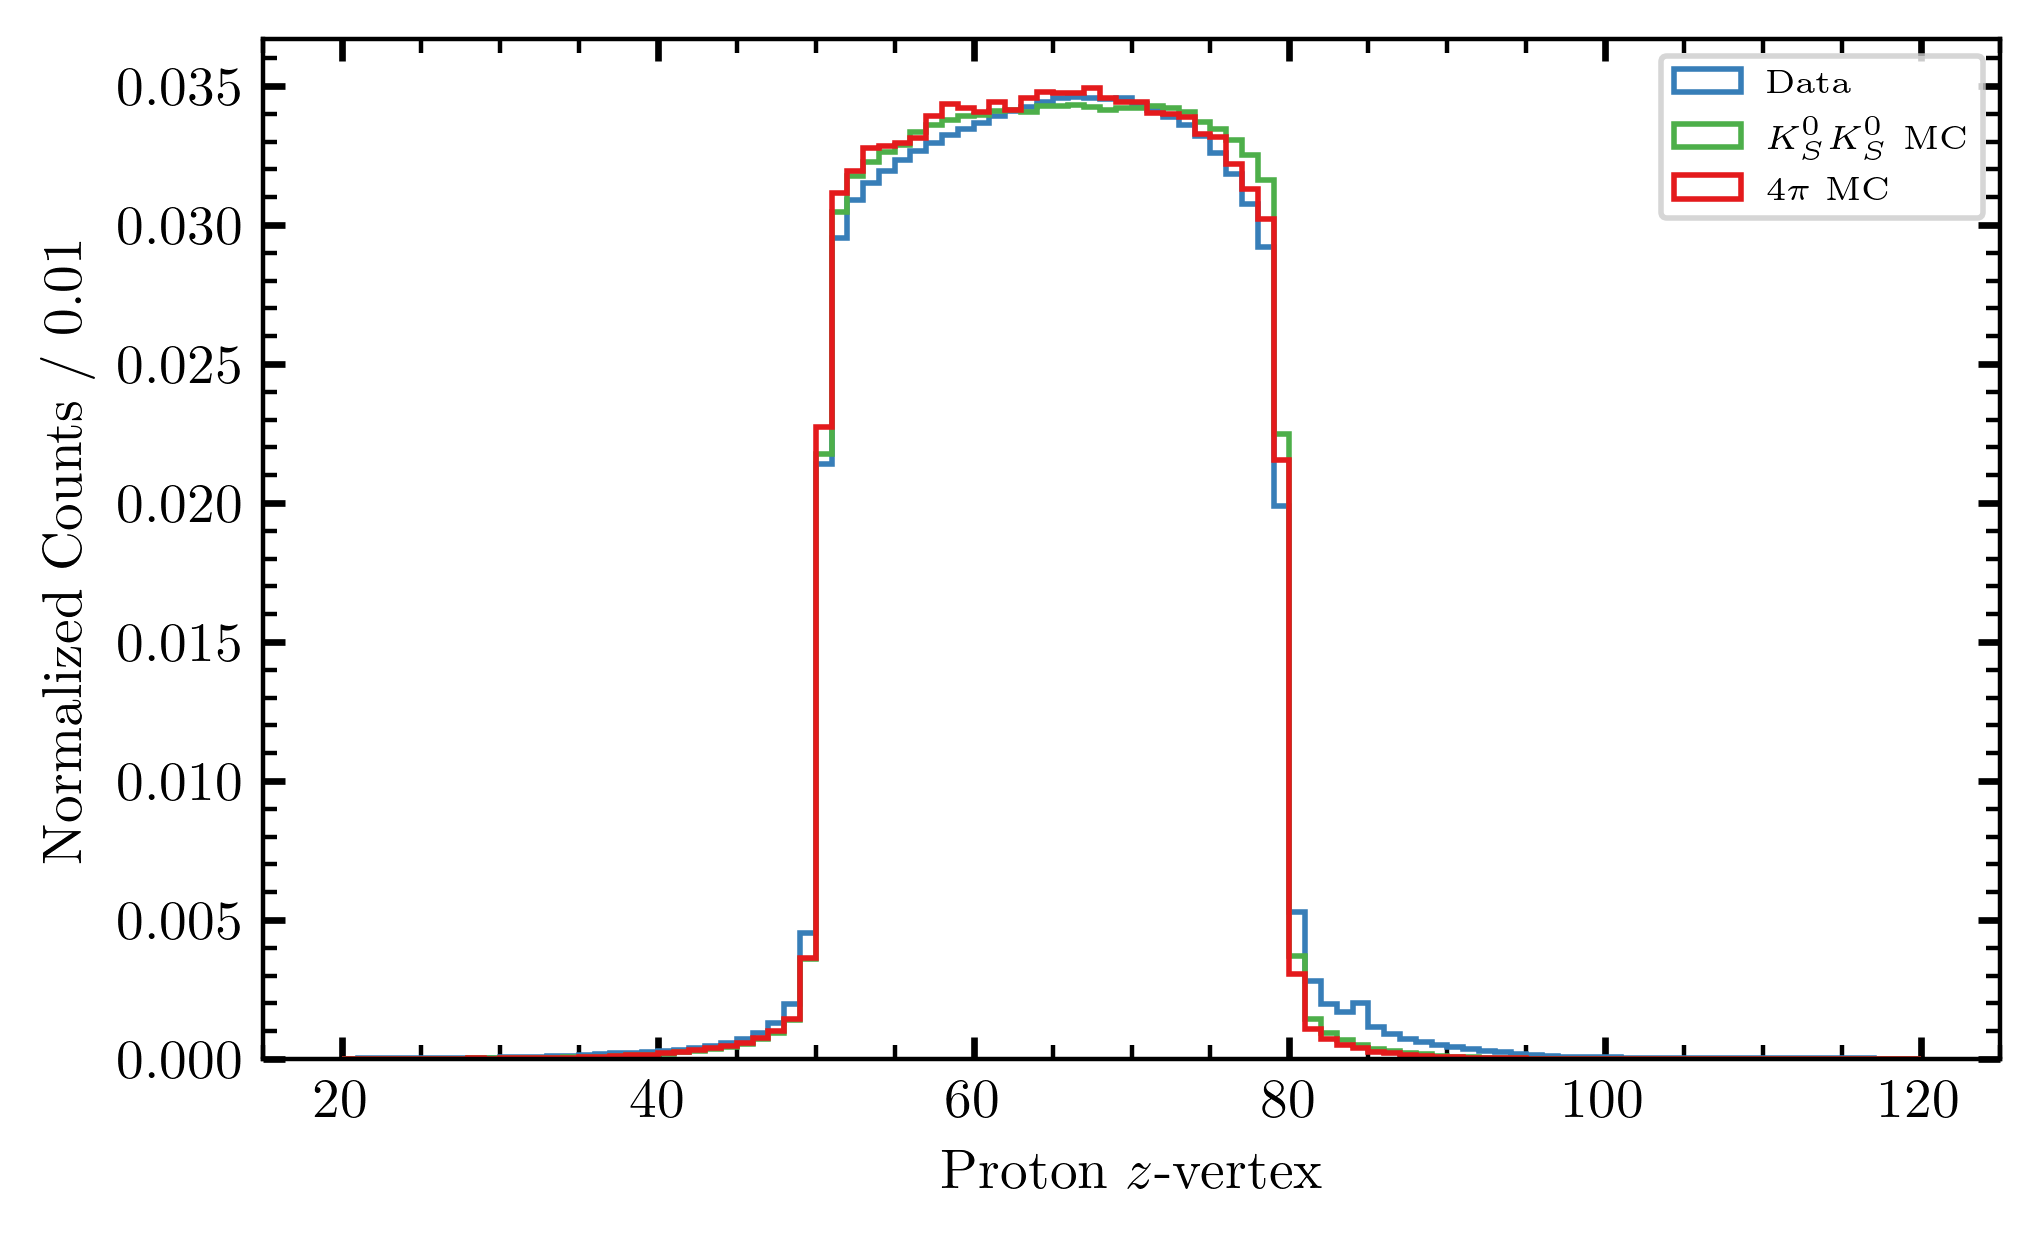 Normalized Counts / 0.01
0.035
0.030
0.025
0.020
0.015
0.010
0.005
0.000
Data
$K_S^0 K_S^0$ MC
4π MC
20 40 60 80 100 120
Proton z-vertex